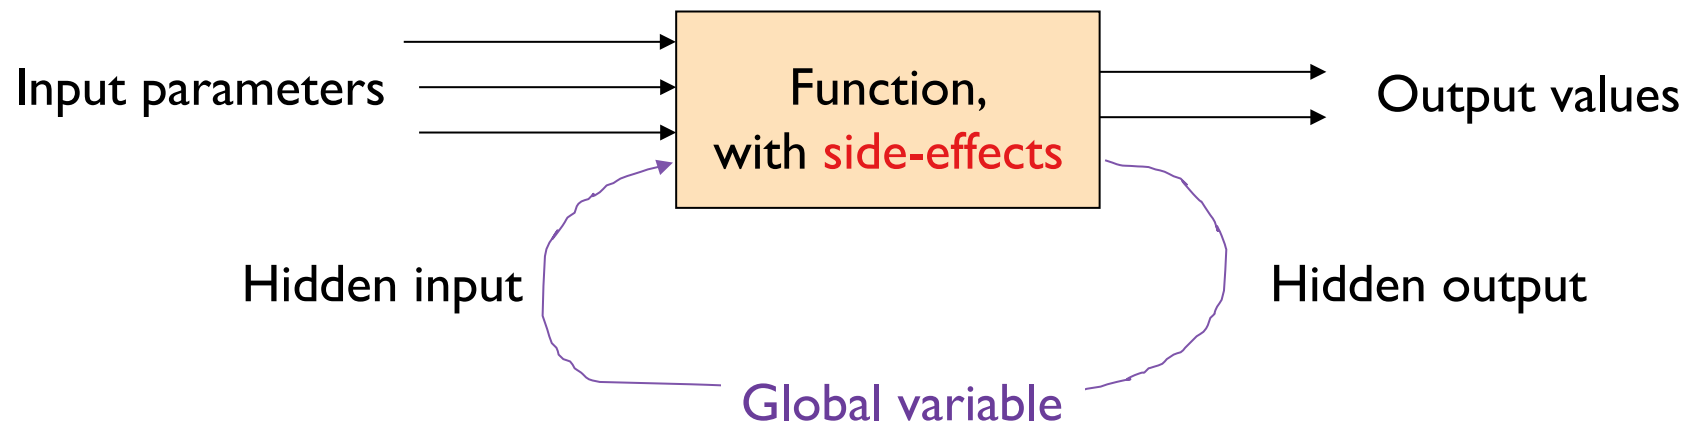 Input parameters
Function,
with side-effects
Output values
Hidden input
Hidden output
Global variable